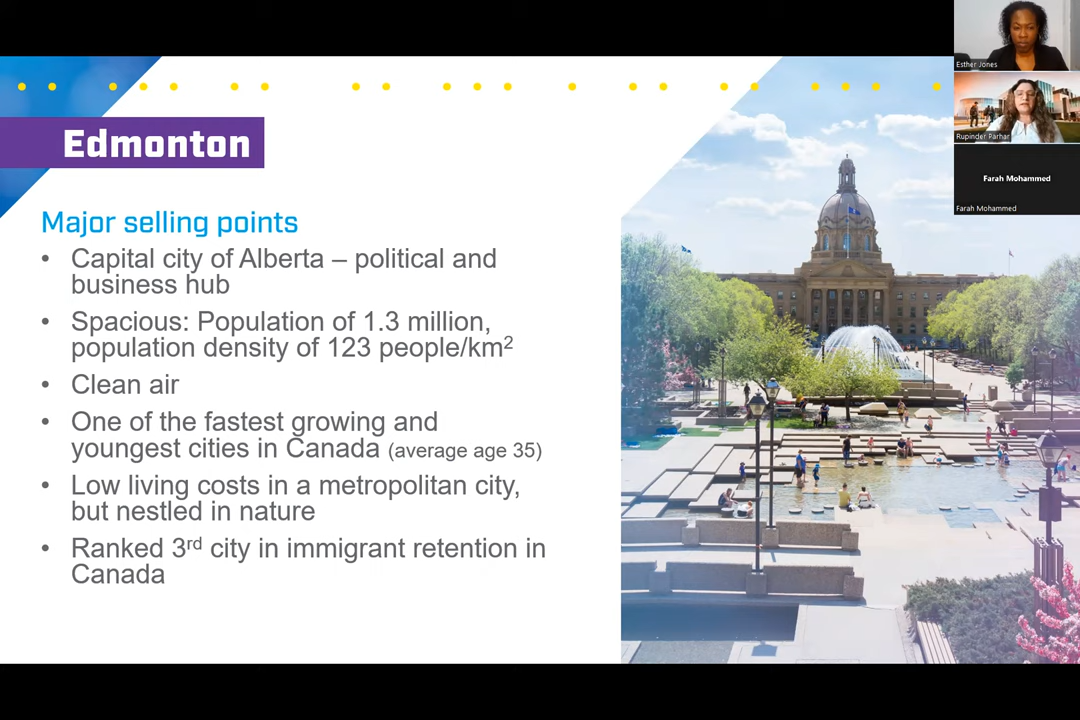 Edmonton
Major selling points
• Capital city of Alberta – political and
business hub
• Spacious: Population of 1.3 million,
population density of 123 people/km²
• Clean air
• One of the fastest growing and
youngest cities in Canada (average age 35)
• Low living costs in a metropolitan city,
but nestled in nature
• Ranked 3rd city in immigrant retention in
Canada
Esther Jones
Rupinder Parhar
Farah Mohammed
Farah Mohammed